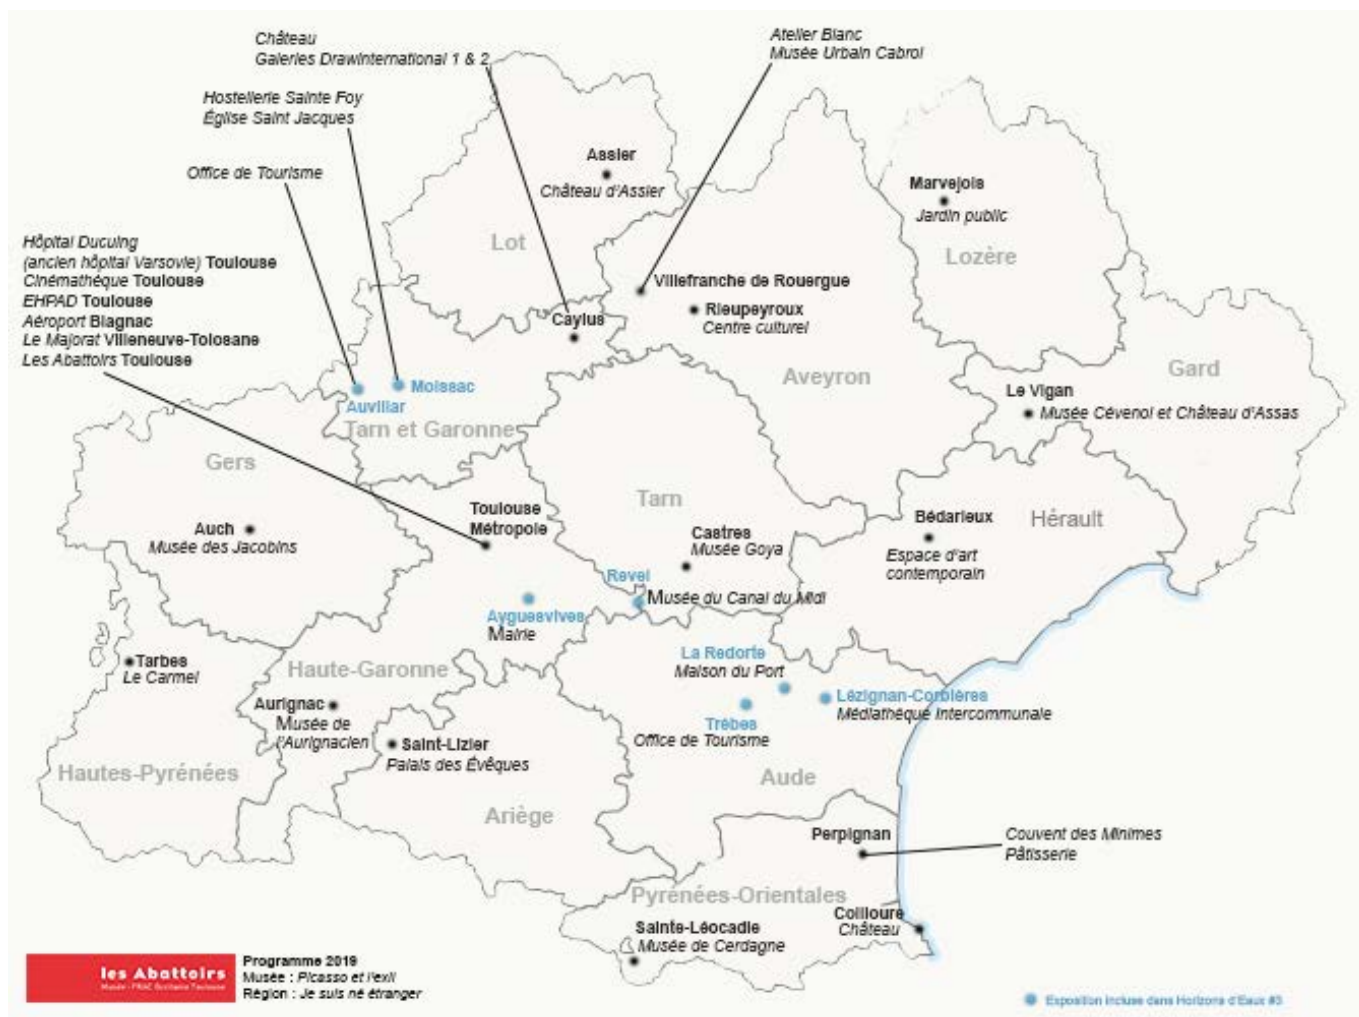 Château
Galeries Drawinternational 1 & 2
Atelier Blanc
Musée Urbain Cabrol
Hostellerie Sainte Foy
Église Saint Jacques
Office de Tourisme
Assier
Château d'Assier
Marvejols
Jardin public
Lot
Lozère
Hôpital Ducuing
(ancien hôpital Varsovie) Toulouse
Cinémathèque Toulouse
EHPAD Toulouse
Aéroport Blagnac
Le Majorat Villeneuve-Tolosane
Les Abattoirs Toulouse
Villefranche de Rouergue
Rieupeyroux
Centre culturel
Caylus
Aveyron
Gard
Moissac
Auvillar
Tarn et Garonne
Le Vigan
Musée Cévenol et Château d'Assas
Gers
Tarn
Toulouse
Métropole
Auch
Musée des Jacobins
Castres
Musée Goya
Bédarieux
Hérault
Espace d'art
contemporain
Revel
Musée du Canal du Midi
Ayguesvives
Mairie
Tarbes
Le Carmel
Haute-Garonne
La Redorte
Maison du Port
Lézignan-Corbières
Médiathèque Intercommunale
Aurignac
Musée de
l'Aurignacien
Trèbes
Office de Tourisme
Saint-Lizier
Palais des Évêques
Hautes-Pyrénées
Aude
Ariège
Perpignan
Couvent des Minimes
Pâtisserie
Pyrénées-Orientales
Collioure
Château
Sainte-Léocadie
Musée de Cerdagne
les Abattoirs
Musée - FRAC Occitanie Toulouse
Programme 2019
Musée : Picasso et l'exil
Région : Je suis né étranger
Exposition incluse dans Horizons d'Eaux #3